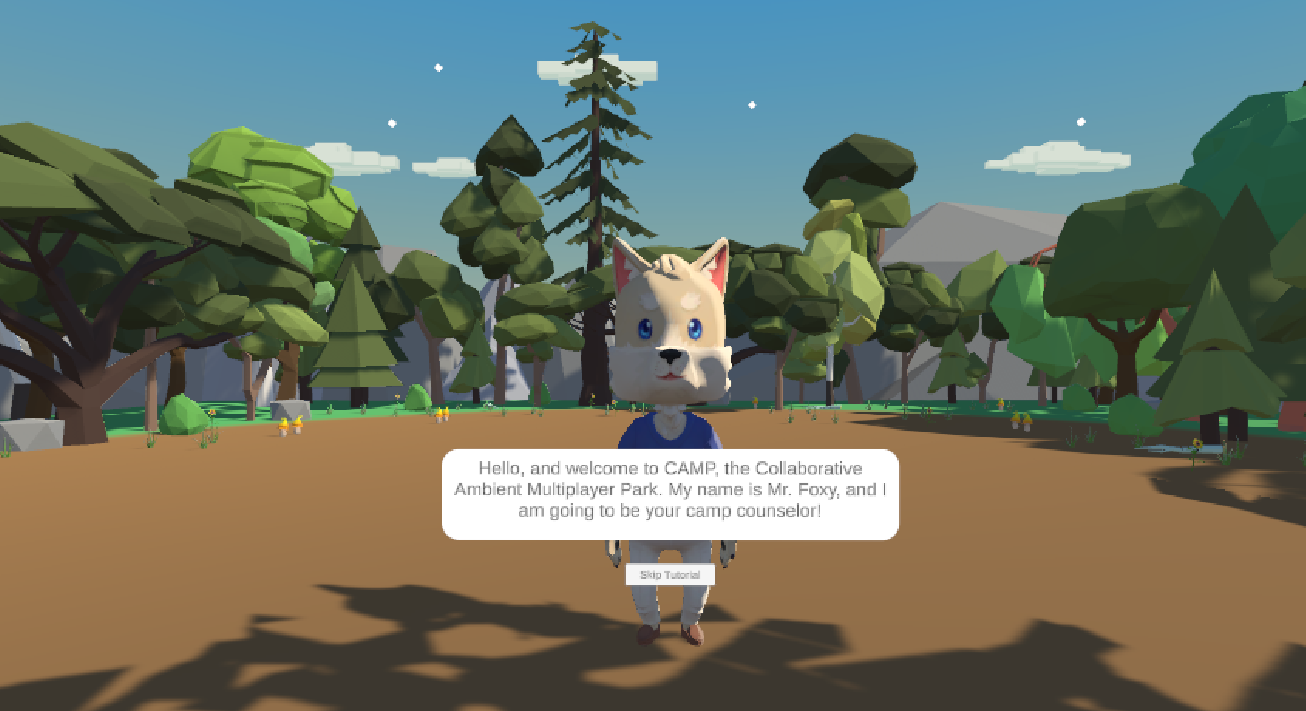 Hello, and welcome to CAMP, the Collaborative
Ambient Multiplayer Park. My name is Mr. Foxy, and I
am going to be your camp counselor!
Skip Tutorial